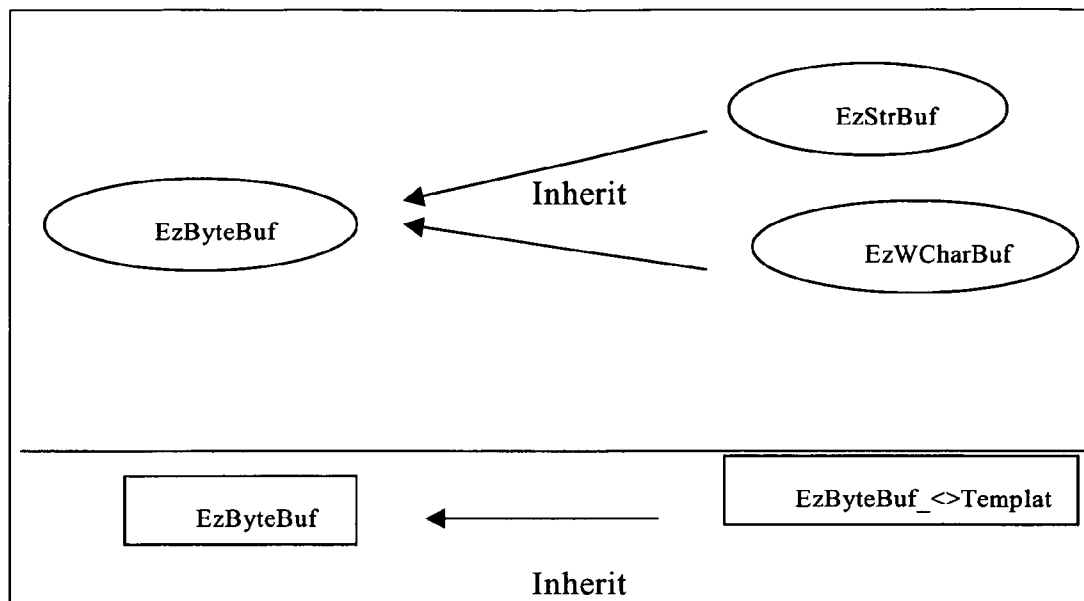 EzStrBuf
Inherit
EzByteBuf
EzWCharBuf
EzByteBuf_<>Templat
EzByteBuf
Inherit